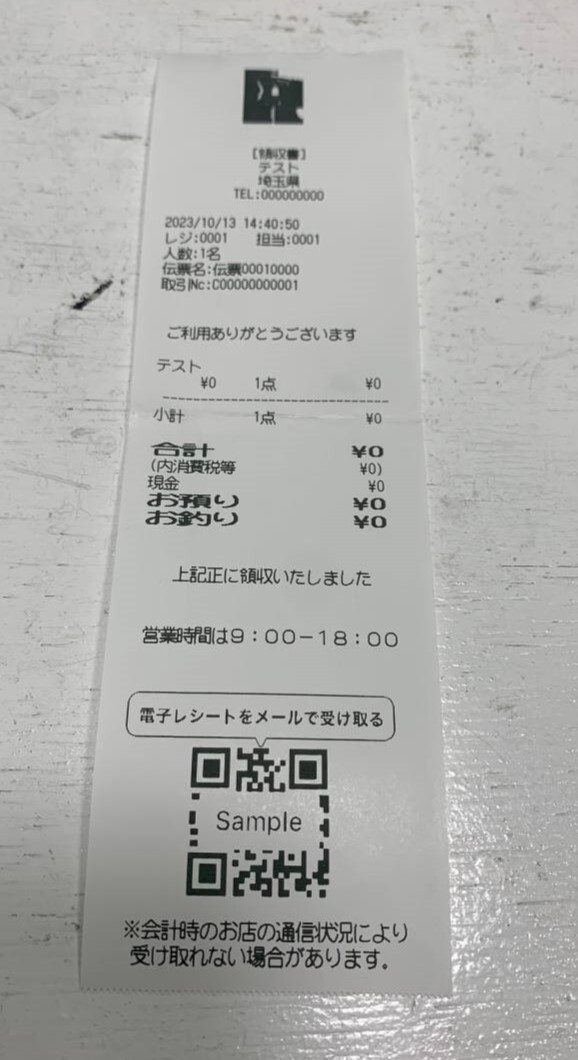 [領収書]
テスト
埼玉県
TEL:000000000
2023/10/13 14:40:50
レジ:0001 担当:0001
人数:1名
伝票名:伝票00010000
取引No:C00000000001
ご利用ありがとうございます
テスト
¥0 1点 ¥0
小計 1点 ¥0
合計 ¥0
(内消費税等 ¥0)
現金 ¥0
お預り ¥0
お釣り ¥0
上記正に領収いたしました
営業時間は9:00-18:00
電子レシートをメールで受け取る
Sample
※会計時のお店の通信状況により
受け取れない場合があります。